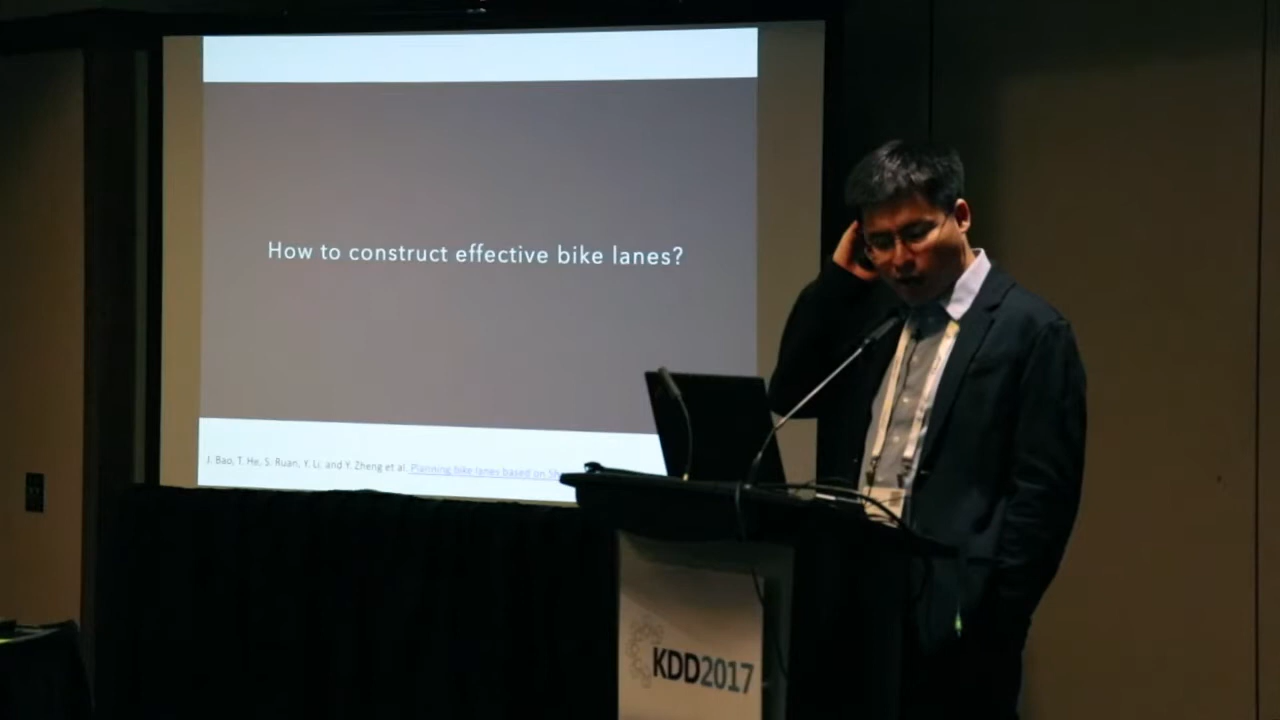 How to construct effective bike lanes?
J. Bao, T. He, S. Ruan, Y. Li, and Y. Zheng et al. Planning bike lanes based on
KDD2017